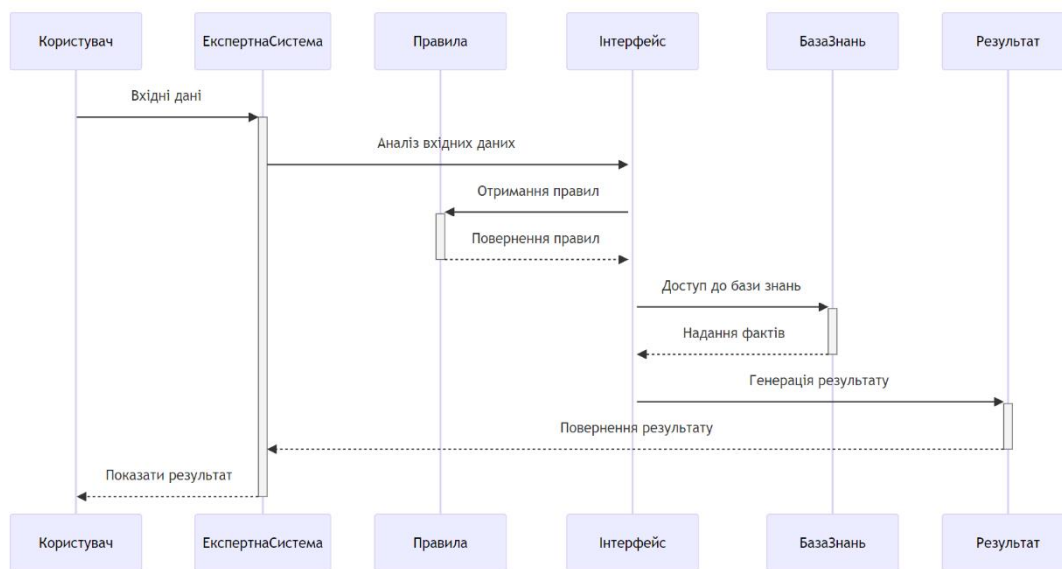 Користувач
ЕкспертнаСистема
Правила
Інтерфейс
БазаЗнань
Результат
Вхідні дані
Аналіз вхідних даних
Отримання правил
Повернення правил
Доступ до бази знань
Надання фактів
Генерація результату
Повернення результату
Показати результат
Користувач
ЕкспертнаСистема
Правила
Інтерфейс
БазаЗнань
Результат